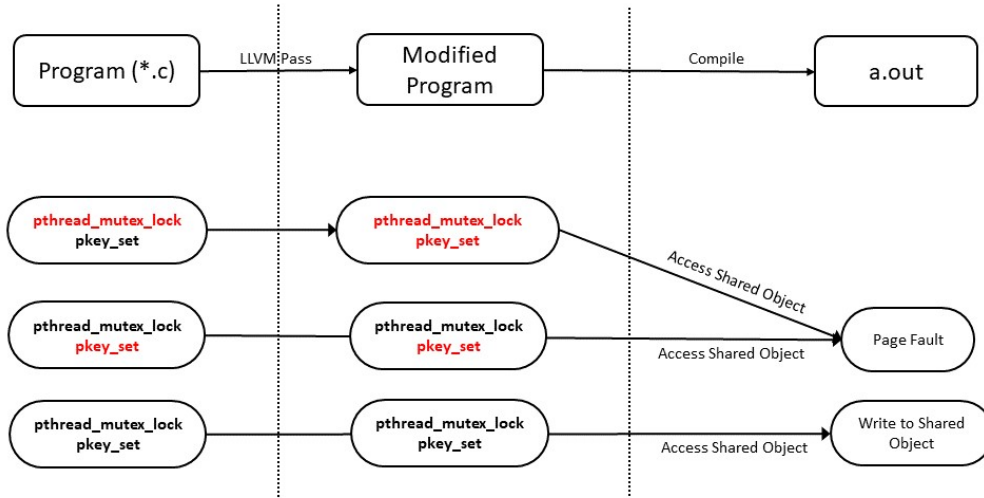 Program (*.c)
LLVM Pass
Modified
Program
Compile
a.out
pthread_mutex_lock
pkey_set
pthread_mutex_lock
pkey_set
Access Shared Object
pthread_mutex_lock
pkey_set
pthread_mutex_lock
pkey_set
Access Shared Object
Page Fault
pthread_mutex_lock
pkey_set
pthread_mutex_lock
pkey_set
Access Shared Object
Write to Shared
Object